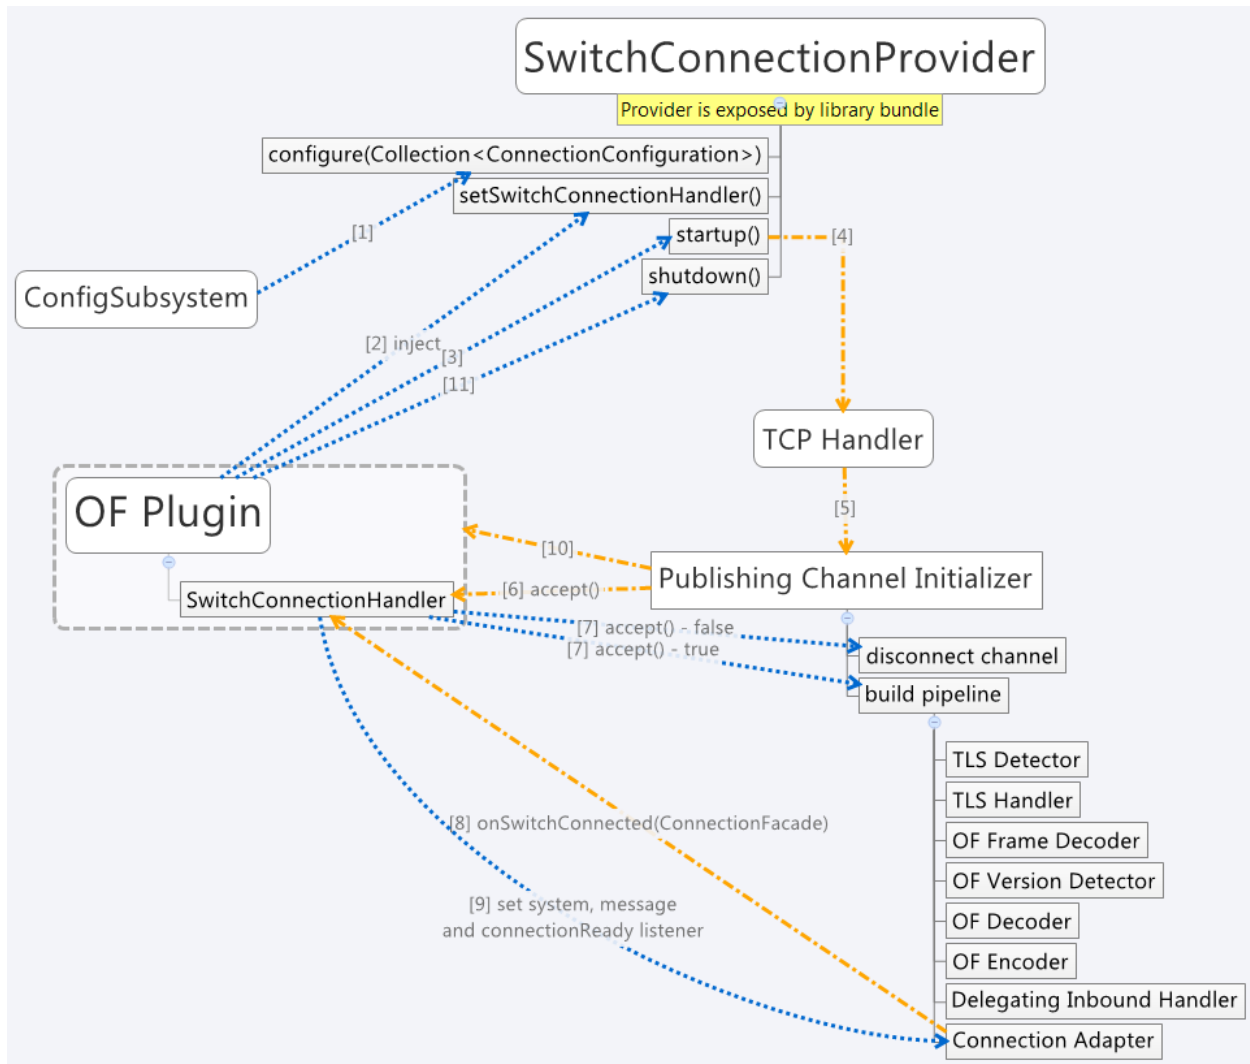 SwitchConnectionProvider
Provider is exposed by library bundle
configure(Collection<ConnectionConfiguration>)
setSwitchConnectionHandler()
[1]
startup()
[4]
shutdown()
ConfigSubsystem
[2] inject
[3]
[11]
TCP Handler
OF Plugin
[5]
[10]
Publishing Channel Initializer
[6] accept()
SwitchConnectionHandler
[7] accept() - false
[7] accept() - true
disconnect channel
build pipeline
TLS Detector
TLS Handler
[8] onSwitchConnected(ConnectionFacade)
OF Frame Decoder
OF Version Detector
[9] set system, message
and connectionReady listener
OF Decoder
OF Encoder
Delegating Inbound Handler
Connection Adapter